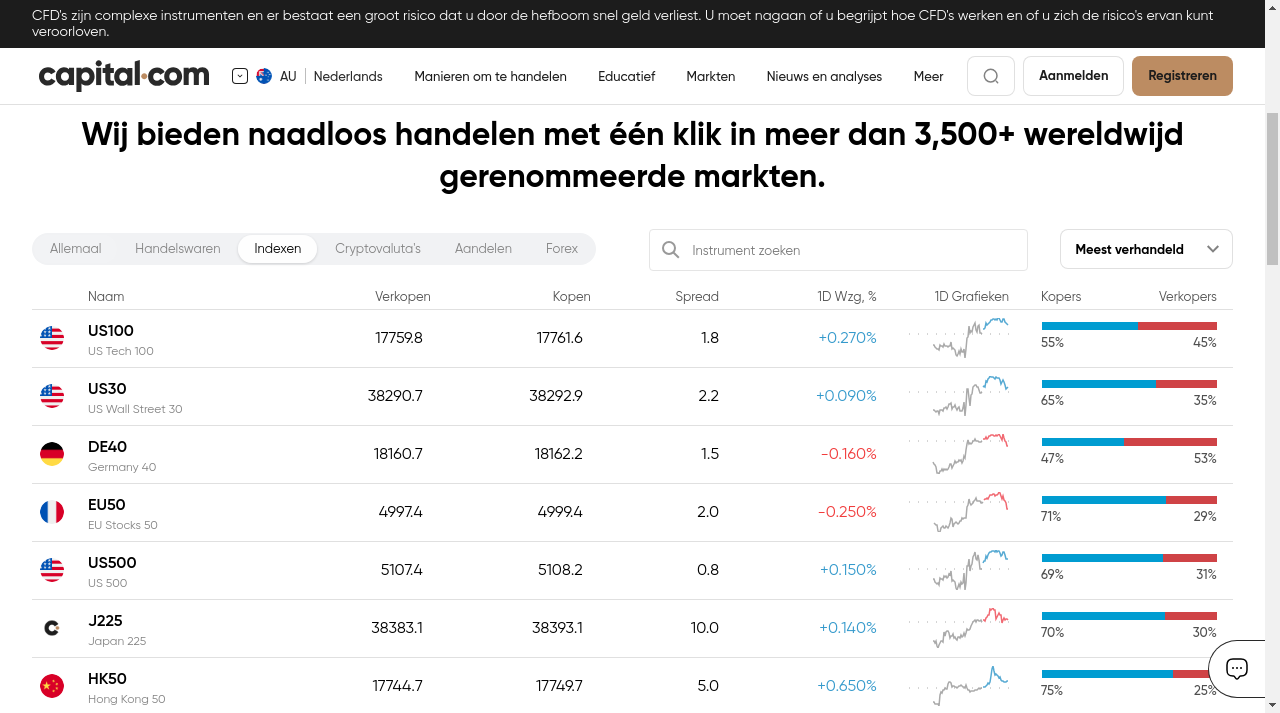 CFD's zijn complexe instrumenten en er bestaat een groot risico dat u door de hefboom snel geld verliest. U moet nagaan of u begrijpt hoe CFD's werken en of u zich de risico's ervan kunt
veroorloven.
capital.com AU Nederlands Manieren om te handelen Educatief Markten Nieuws en analyses Meer Aanmelden Registreren
Wij bieden naadloos handelen met één klik in meer dan 3,500+ wereldwijd
gerenommeerde markten.
Allemaal Handelswaren Indexen Cryptovaluta's Aandelen Forex Instrument zoeken Meest verhandeld
Naam Verkopen Kopen Spread 1D Wzg, % 1D Grafieken Kopers Verkopers
US100 17759.8 17761.6 1.8 +0.270%
US Tech 100 55% 45%
US30 38290.7 38292.9 2.2 +0.090%
US Wall Street 30 65% 35%
DE40 18160.7 18162.2 1.5 -0.160%
Germany 40 47% 53%
EU50 4997.4 4999.4 2.0 -0.250%
EU Stocks 50 71% 29%
US500 5107.4 5108.2 0.8 +0.150%
US 500 69% 31%
J225 38383.1 38393.1 10.0 +0.140%
Japan 225 70% 30%
HK50 17744.7 17749.7 5.0 +0.650%
Hong Kong 50 75% 25%